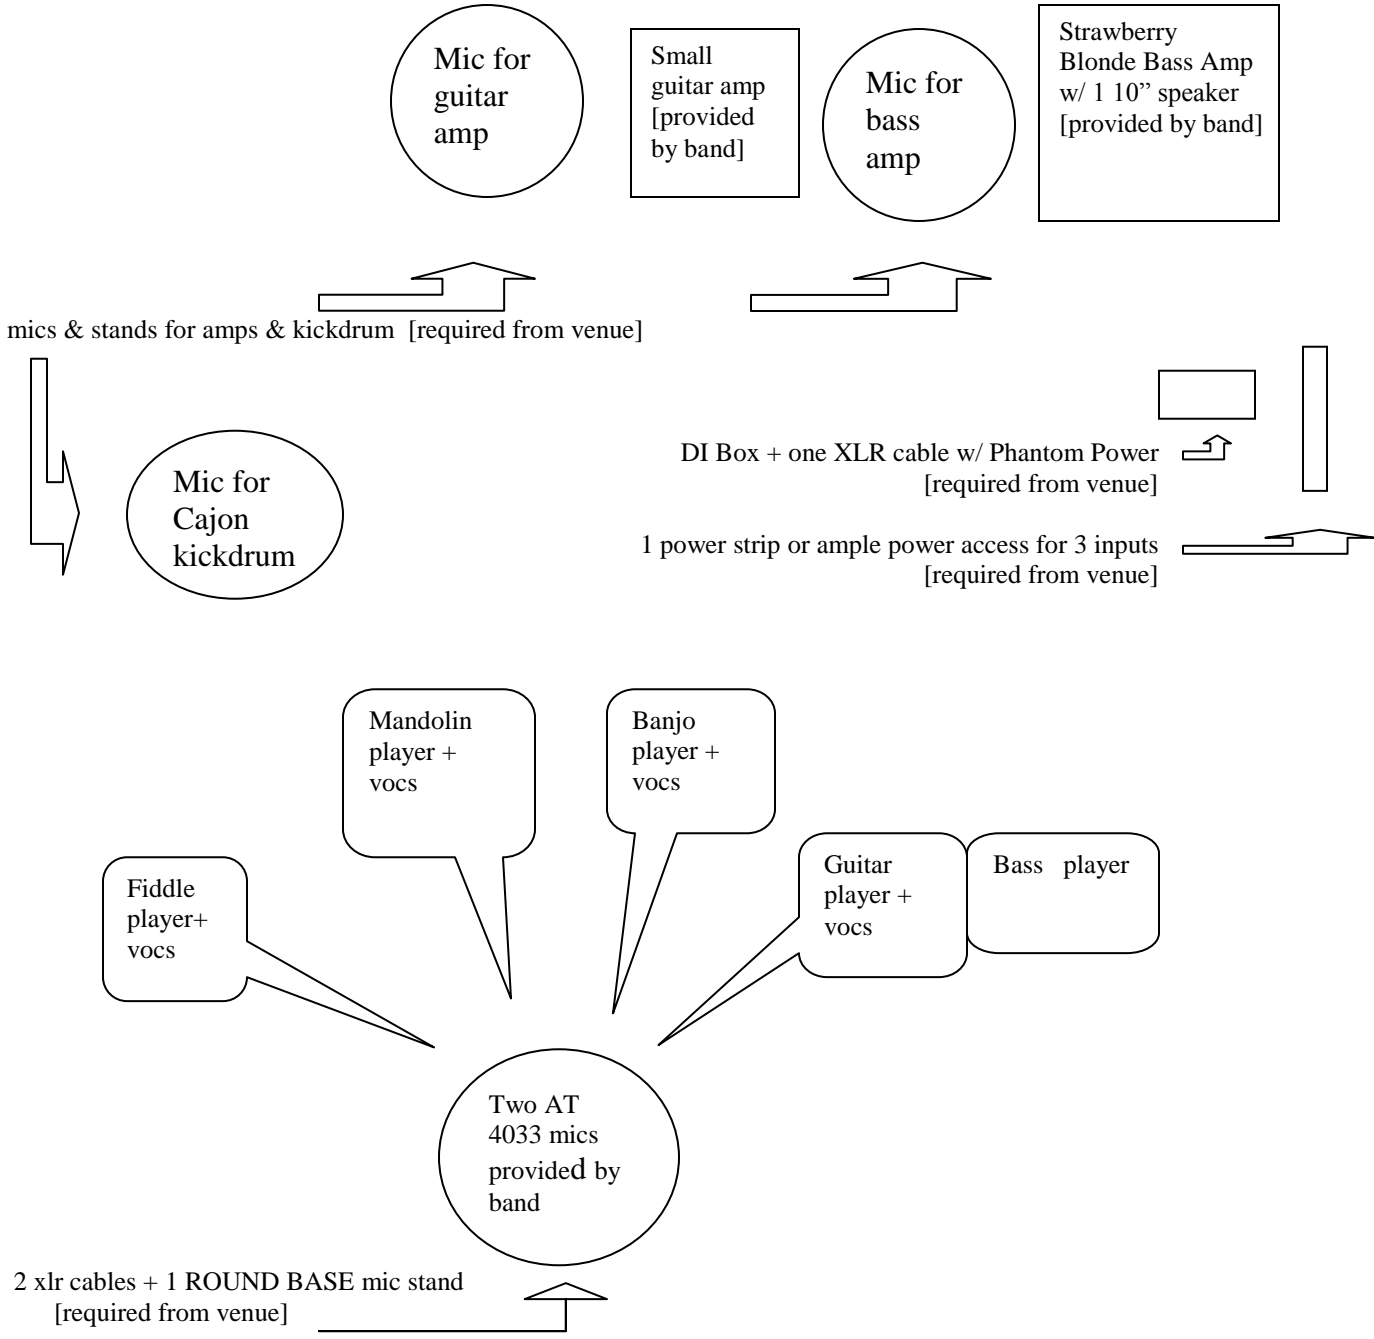 Mic for
guitar
amp
Small
guitar amp
[provided
by band]
Mic for
bass
amp
Strawberry
Blonde Bass Amp
w/ 1 10” speaker
[provided by band]
mics & stands for amps & kickdrum [required from venue]
DI Box + one XLR cable w/ Phantom Power
[required from venue]
Mic for
Cajon
kickdrum
1 power strip or ample power access for 3 inputs
[required from venue]
Mandolin
player +
vocs
Banjo
player +
vocs
Fiddle
player+
vocs
Guitar
player +
vocs
Bass player
Two AT
4033 mics
provided by
band
2 xlr cables + 1 ROUND BASE mic stand
[required from venue]